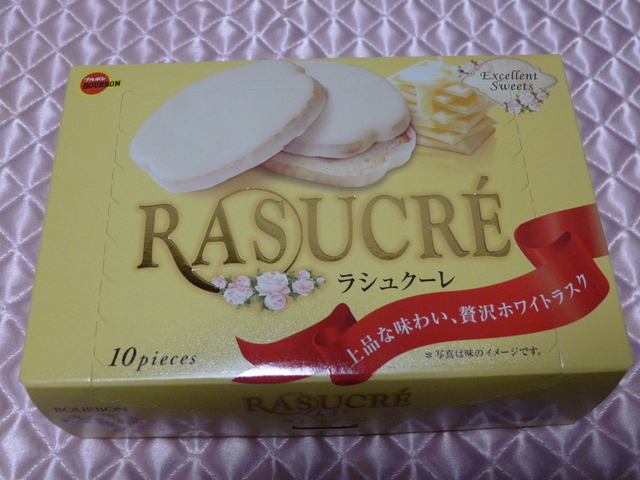 ブルボン
BOURBON
Excellent
Sweets
RASUCRÉ
ラシュクーレ
上品な味わい、贅沢ホワイトラスク
10pieces
＊写真は味のイメージです。
BOURBON
RASUCRÉ